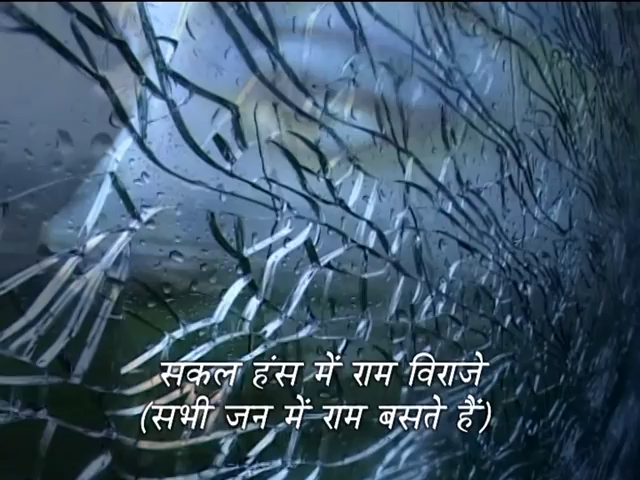 सकल हंस में राम विराजे
(सभी जन में राम बसते हैं)